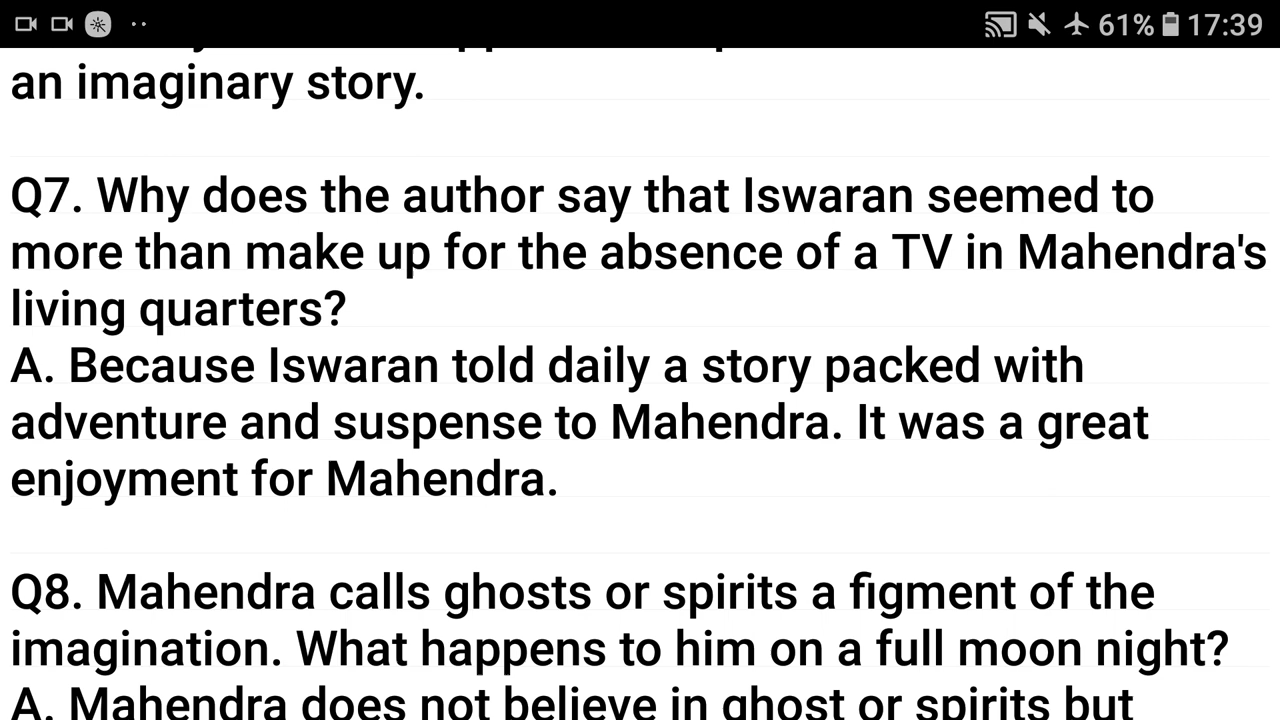 61% 17:39
an imaginary story.
Q7. Why does the author say that Iswaran seemed to
more than make up for the absence of a TV in Mahendra's
living quarters?
A. Because Iswaran told daily a story packed with
adventure and suspense to Mahendra. It was a great
enjoyment for Mahendra.
Q8. Mahendra calls ghosts or spirits a figment of the
imagination. What happens to him on a full moon night?
A. Mahendra does not believe in ghost or spirits but